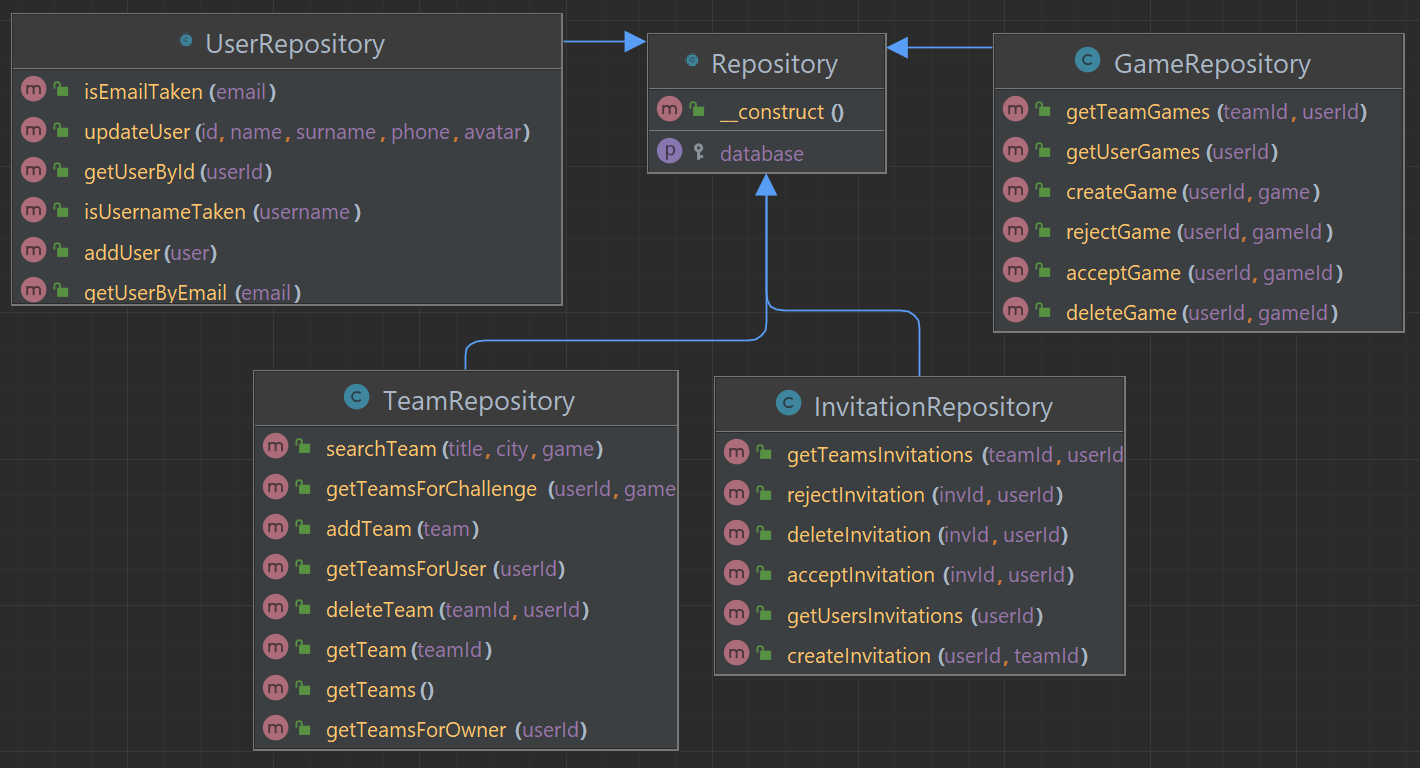 UserRepository
isEmailTaken (email)
updateUser (id, name, surname, phone, avatar)
getUserById (userId)
isUsernameTaken (username)
addUser (user)
getUserByEmail (email)
Repository
__construct ()
database
GameRepository
getTeamGames (teamId, userId)
getUserGames (userId)
createGame (userId, game)
rejectGame (userId, gameId)
acceptGame (userId, gameId)
deleteGame (userId, gameId)
TeamRepository
searchTeam (title, city, game)
getTeamsForChallenge (userId, game
addTeam (team)
getTeamsForUser (userId)
deleteTeam (teamId, userId)
getTeam (teamId)
getTeams ()
getTeamsForOwner (userId)
InvitationRepository
getTeamsInvitations (teamId, userId
rejectInvitation (invId, userId)
deleteInvitation (invId, userId)
acceptInvitation (invId, userId)
getUsersInvitations (userId)
createInvitation (userId, teamId)